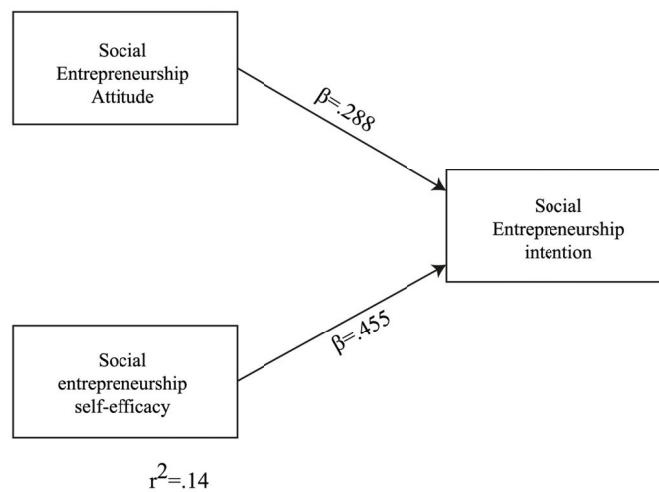 Social
Entrepreneurship
Attitude
β=.288
Social
Entrepreneurship
intention
β=.455
Social
entrepreneurship
self-efficacy
r²=.14